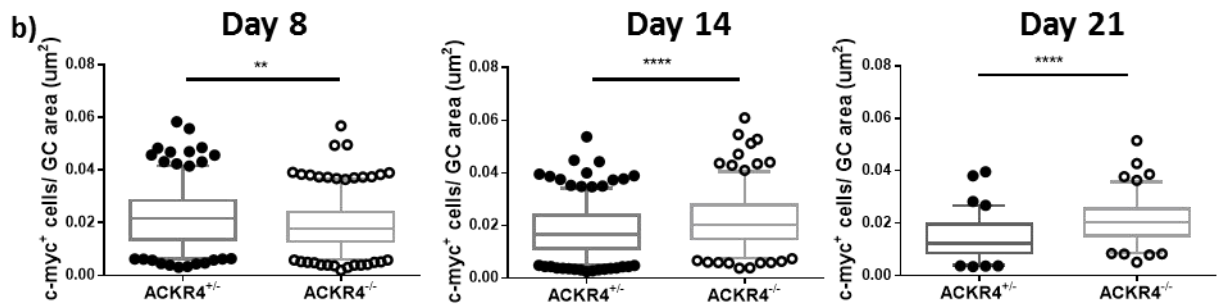 b)
Day 8
c-myc⁺ cells/ GC area (um²)
0.08
0.06
0.04
0.02
0.00
**
ACKR4⁺/⁻
ACKR4⁻/⁻
Day 14
c-myc⁺ cells/ GC area (um²)
0.08
0.06
0.04
0.02
0.00
****
ACKR4⁺/⁻
ACKR4⁻/⁻
Day 21
c-myc⁺ cells/ GC area (um²)
0.08
0.06
0.04
0.02
0.00
****
ACKR4⁺/⁻
ACKR4⁻/⁻